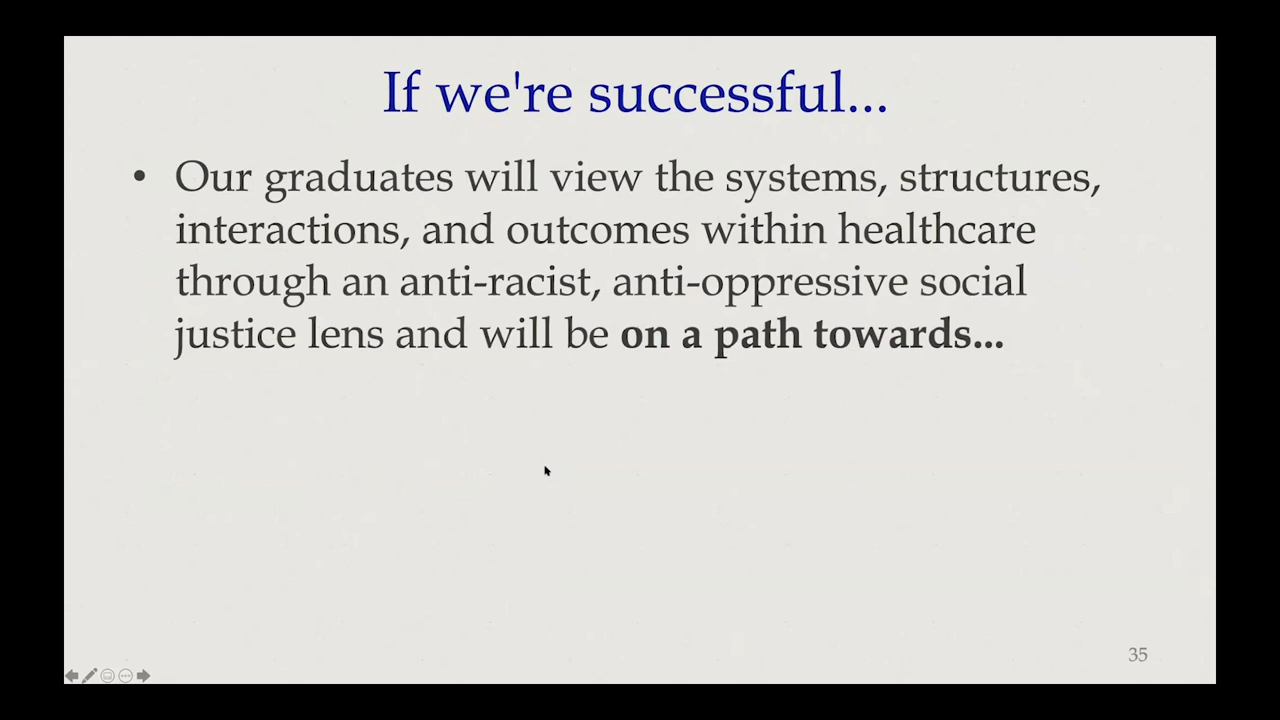 If we're successful...
• Our graduates will view the systems, structures,
interactions, and outcomes within healthcare
through an anti-racist, anti-oppressive social
justice lens and will be on a path towards...
35